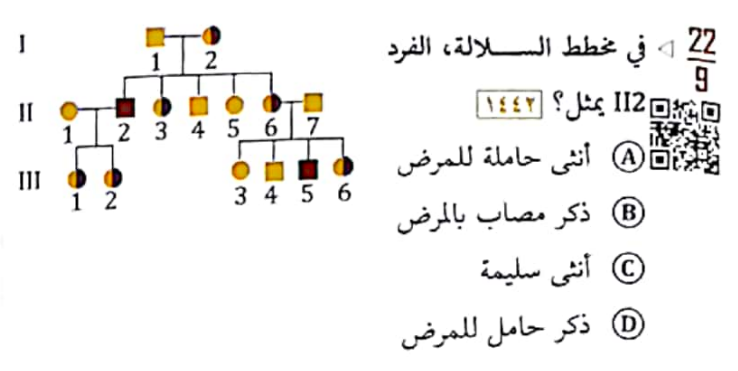 22/9 ◁ في مخطط السـلالة، الفرد
II2 يمثل؟ ١٤٤٢
A أنثى حاملة للمرض
B ذكر مصاب بالمرض
C أنثى سليمة
D ذكر حامل للمرض
I
1 2
II
1 2 3 4 5 6 7
III
1 2 3 4 5 6